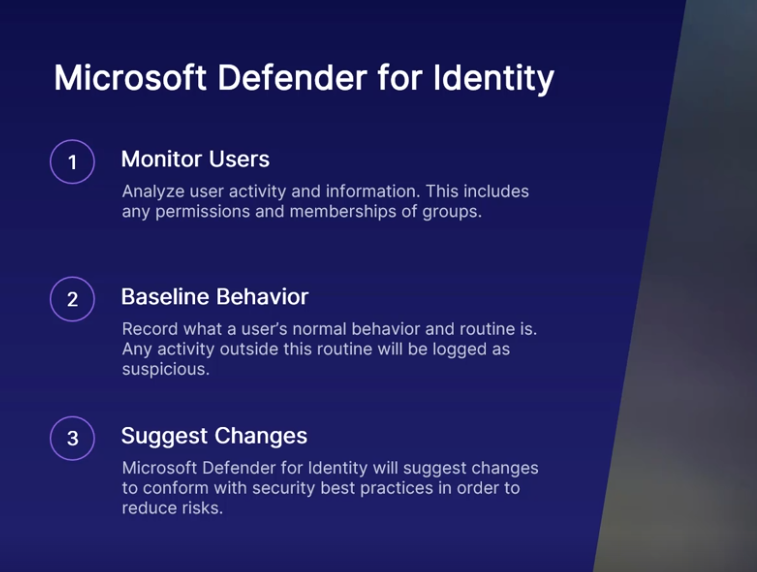 Microsoft Defender for Identity
1
Monitor Users
Analyze user activity and information. This includes
any permissions and memberships of groups.
2
Baseline Behavior
Record what a user’s normal behavior and routine is.
Any activity outside this routine will be logged as
suspicious.
3
Suggest Changes
Microsoft Defender for Identity will suggest changes
to conform with security best practices in order to
reduce risks.